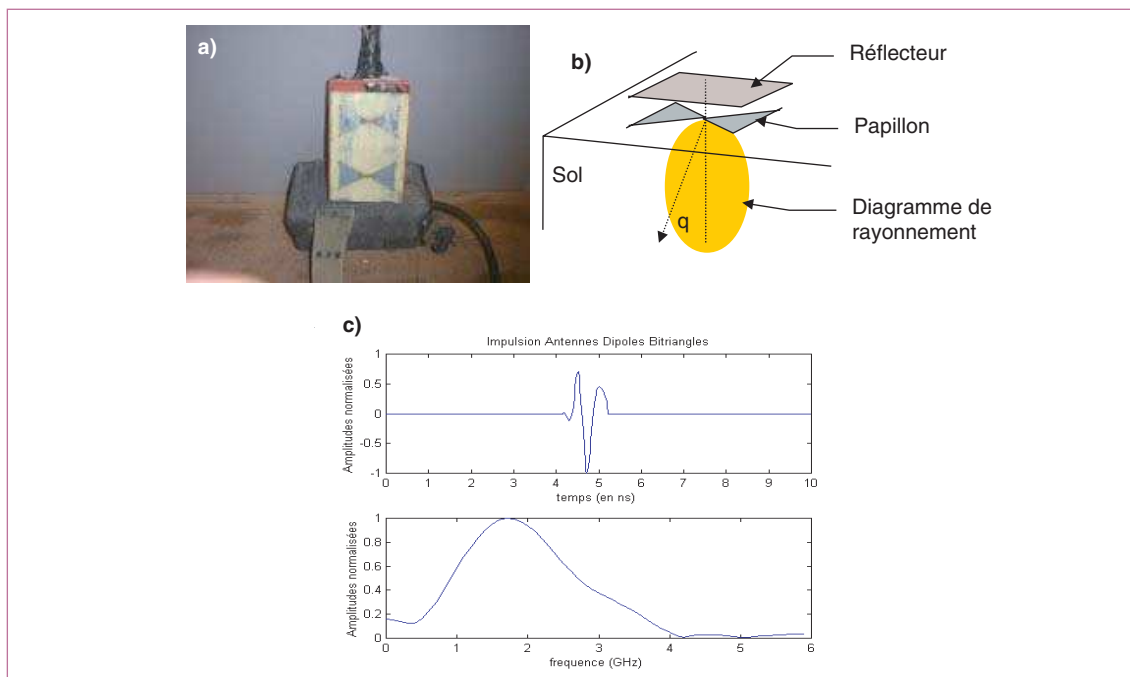 a)
b)
Réflecteur
Papillon
Sol
q
Diagramme de
rayonnement
c)
Impulsion Antennes Dipoles Bitriangles
Amplitudes normalisées
1
0.5
0
-0.5
-1
0 1 2 3 4 5 6 7 8 9 10
temps (en ns)
Amplitudes normalisées
1
0.8
0.6
0.4
0.2
0
0 1 2 3 4 5 6
frequence (GHz)